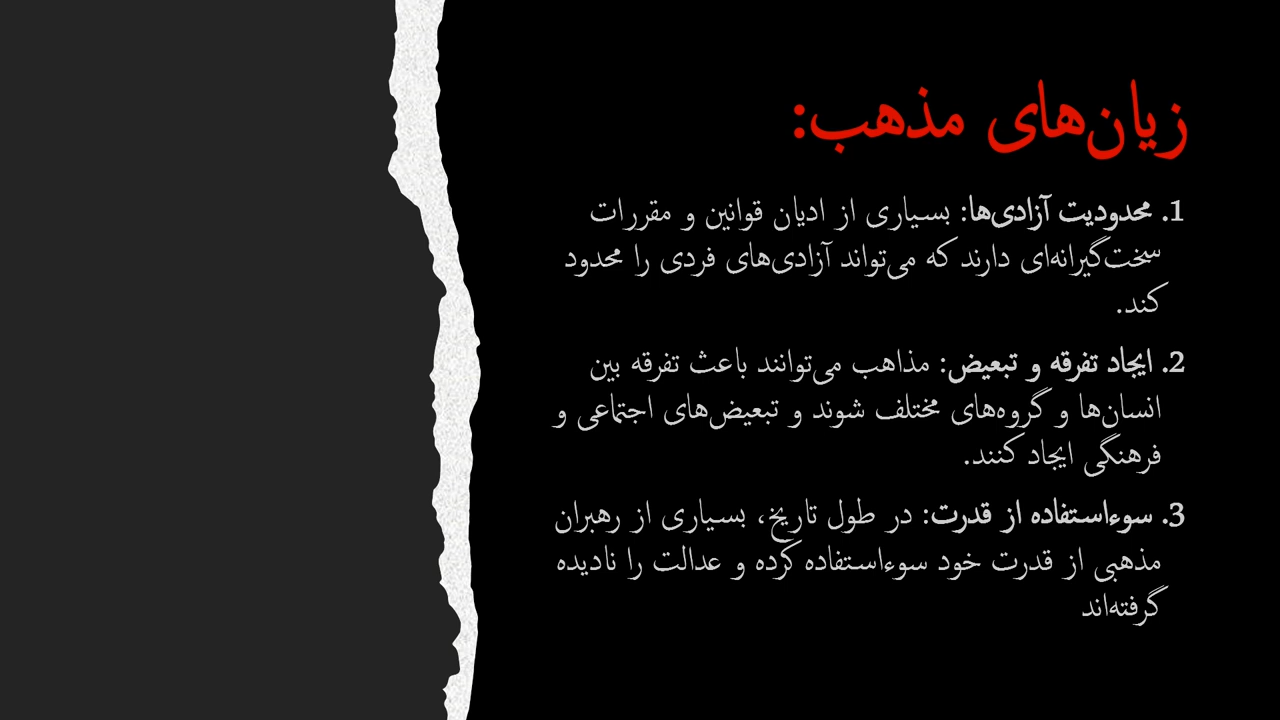 زیان‌های مذهب:
1. محدودیت آزادی‌ها: بسیاری از ادیان قوانین و مقررات
سخت‌گیرانه‌ای دارند که می‌تواند آزادی‌های فردی را محدود
کند.
2. ایجاد تفرقه و تبعیض: مذاهب می‌توانند باعث تفرقه بین
انسان‌ها و گروه‌های مختلف شوند و تبعیض‌های اجتماعی و
فرهنگی ایجاد کنند.
3. سوءاستفاده از قدرت: در طول تاریخ، بسیاری از رهبران
مذهبی از قدرت خود سوءاستفاده کرده و عدالت را نادیده
گرفته‌اند